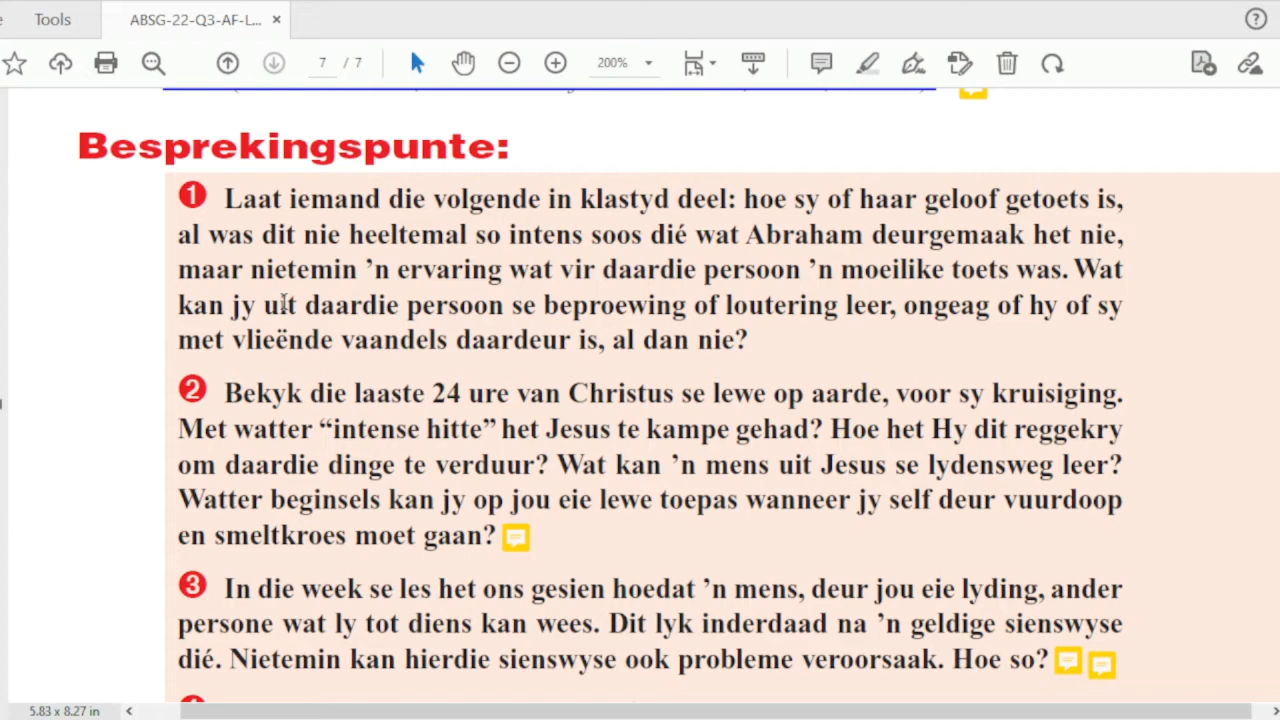 Tools
ABSG-22-Q3-AF-L... ×
7 / 7
200%
Besprekingspunte:
1 Laat iemand die volgende in klastyd deel: hoe sy of haar geloof getoets is,
al was dit nie heeltemal so intens soos dié wat Abraham deurgemaak het nie,
maar nietemin ’n ervaring wat vir daardie persoon ’n moeilike toets was. Wat
kan jy uit daardie persoon se beproewing of loutering leer, ongeag of hy of sy
met vlieënde vaandels daardeur is, al dan nie?
2 Bekyk die laaste 24 ure van Christus se lewe op aarde, voor sy kruisiging.
Met watter “intense hitte” het Jesus te kampe gehad? Hoe het Hy dit reggekry
om daardie dinge te verduur? Wat kan ’n mens uit Jesus se lydensweg leer?
Watter beginsels kan jy op jou eie lewe toepas wanneer jy self deur vuurdoop
en smeltkroes moet gaan?
3 In die week se les het ons gesien hoedat ’n mens, deur jou eie lyding, ander
persone wat ly tot diens kan wees. Dit lyk inderdaad na ’n geldige sienswyse
dié. Nietemin kan hierdie sienswyse ook probleme veroorsaak. Hoe so?
5.83 x 8.27 in